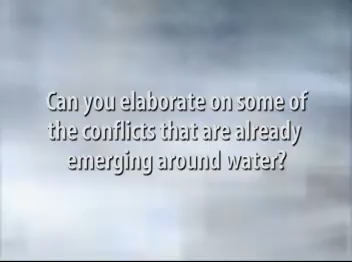 Can you elaborate on some of
the conflicts that are already
emerging around water?